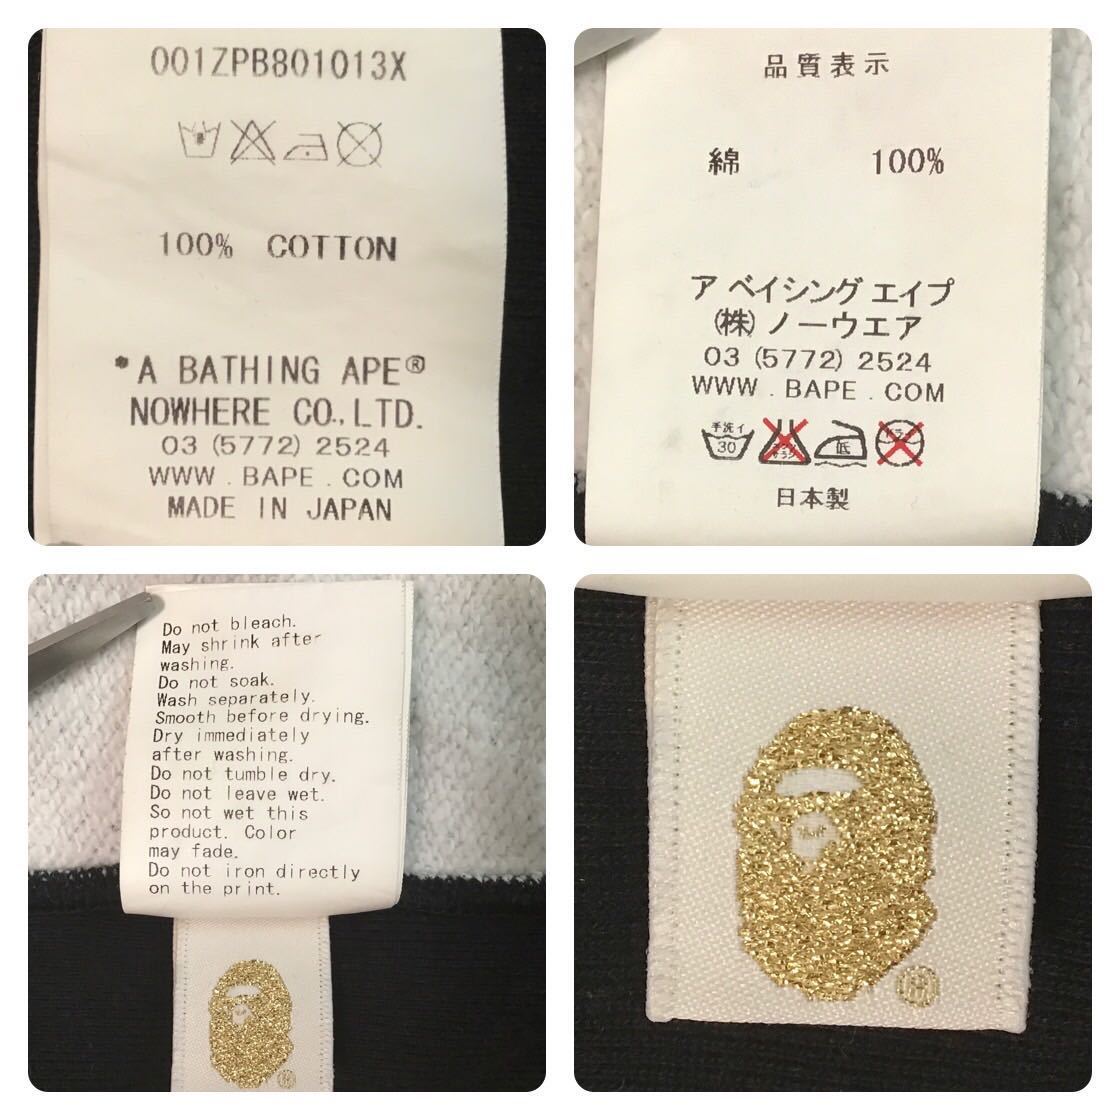 001ZPB801013X
100% COTTON
*A BATHING APE®
NOWHERE CO.,LTD.
03 (5772) 2524
WWW . BAPE . COM
MADE IN JAPAN
品質表示
綿 100%
ア ベイシング エイプ
(株) ノーウエア
03 (5772) 2524
WWW . BAPE . COM
手洗イ
30
低
日本製
Do not bleach.
May shrink after
washing.
Do not soak.
Wash separately.
Smooth before drying.
Dry immediately
after washing.
Do not tumble dry.
Do not leave wet.
So not wet this
product. Color
may fade.
Do not iron directly
on the print.